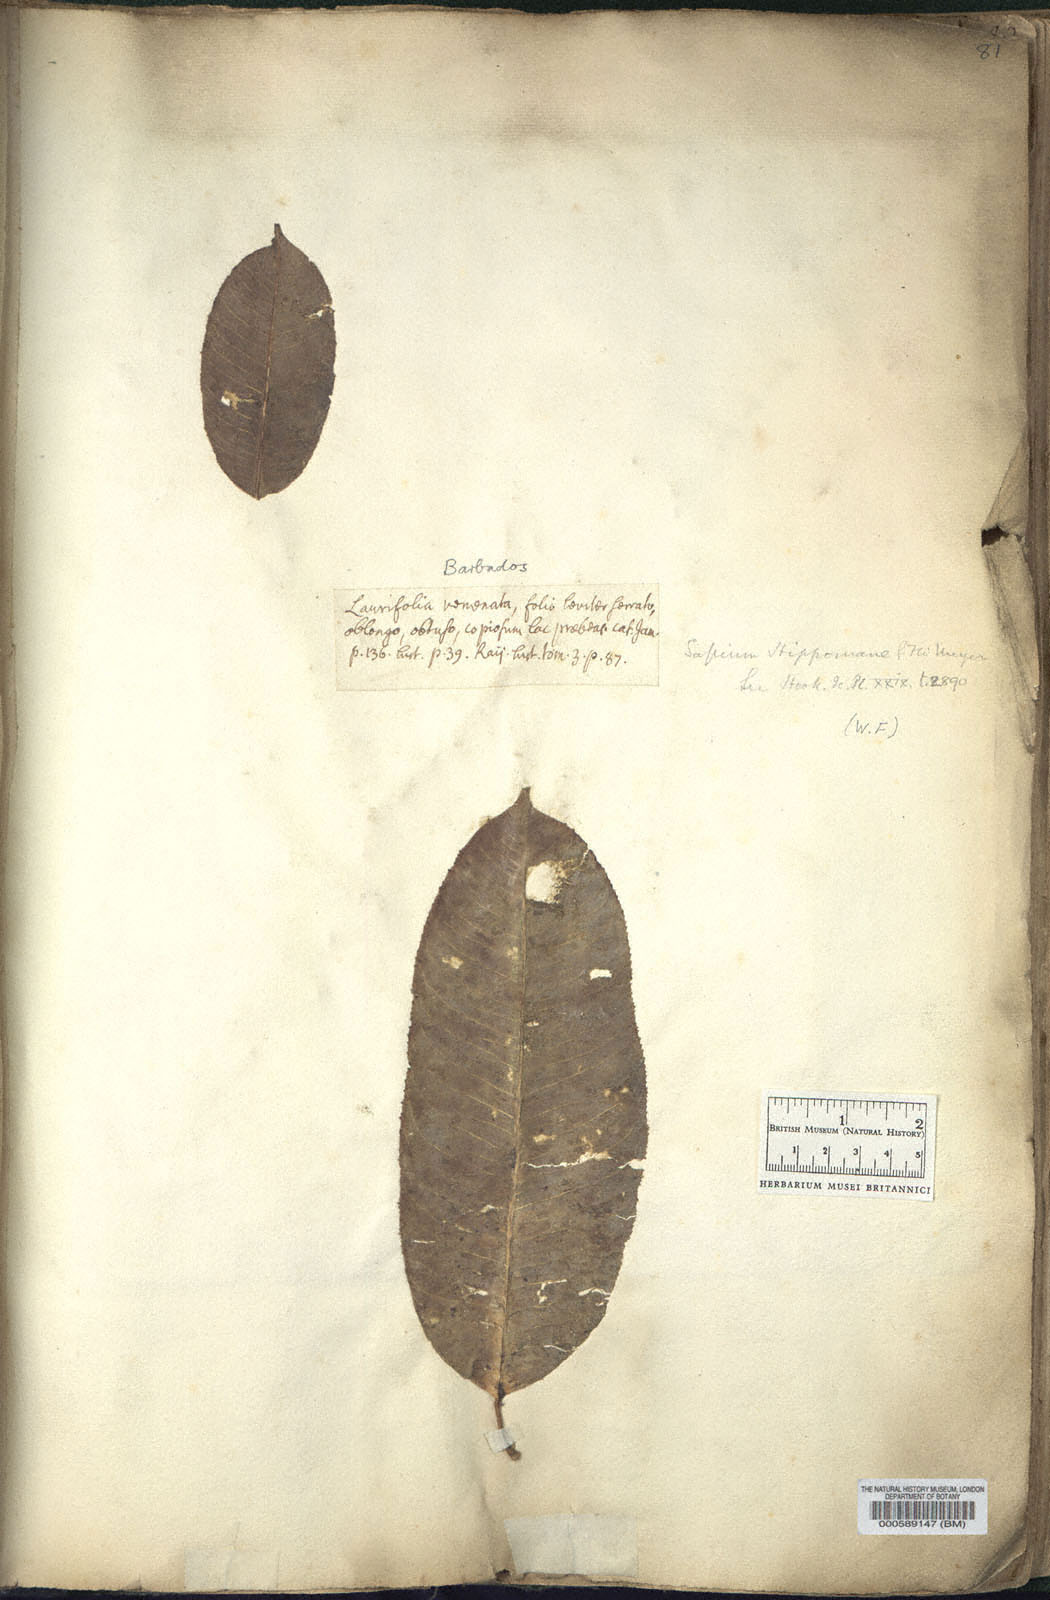 81
Barbados
Laurifolia venenata, folio leviter serrato,
oblongo, obtuso, copiosum lac præbens. cat. Jam.
p. 136. hist. p. 39. Raij. hist. tom. 3. p. 87.
Sapium Hippomane G. Meyer
See Hook. Ic. Pl. XXIX. t. 2890
(W. F.)
1 2
BRITISH MUSEUM (NATURAL HISTORY)
1 2 3 4 5
HERBARIUM MUSEI BRITANNICI
THE NATURAL HISTORY MUSEUM, LONDON
DEPARTMENT OF BOTANY
000589147 (BM)